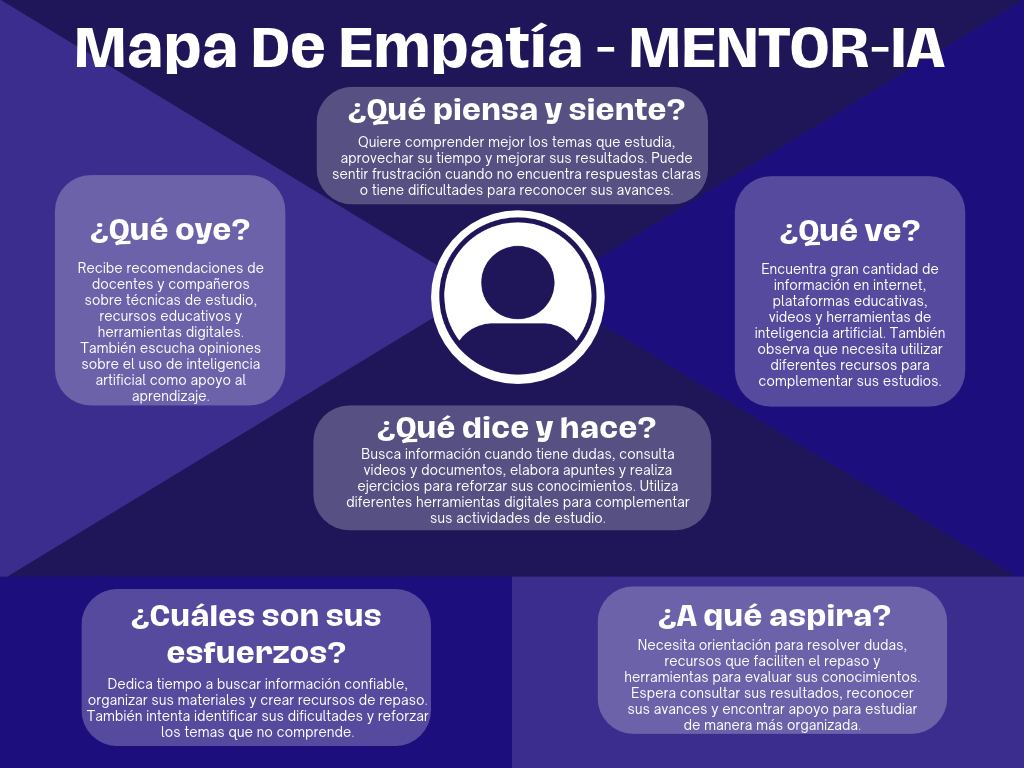 Mapa De Empatía - MENTOR-IA
¿Qué piensa y siente?
Quiere comprender mejor los temas que estudia,
aprovechar su tiempo y mejorar sus resultados. Puede
sentir frustración cuando no encuentra respuestas claras
o tiene dificultades para reconocer sus avances.
¿Qué oye?
Recibe recomendaciones de
docentes y compañeros
sobre técnicas de estudio,
recursos educativos y
herramientas digitales.
También escucha opiniones
sobre el uso de inteligencia
artificial como apoyo al
aprendizaje.
¿Qué ve?
Encuentra gran cantidad de
información en internet,
plataformas educativas,
videos y herramientas de
inteligencia artificial. También
observa que necesita utilizar
diferentes recursos para
complementar sus estudios.
¿Qué dice y hace?
Busca información cuando tiene dudas, consulta
videos y documentos, elabora apuntes y realiza
ejercicios para reforzar sus conocimientos. Utiliza
diferentes herramientas digitales para complementar
sus actividades de estudio.
¿Cuáles son sus
esfuerzos?
Dedica tiempo a buscar información confiable,
organizar sus materiales y crear recursos de repaso.
También intenta identificar sus dificultades y reforzar
los temas que no comprende.
¿A qué aspira?
Necesita orientación para resolver dudas,
recursos que faciliten el repaso y
herramientas para evaluar sus conocimientos.
Espera consultar sus resultados, reconocer
sus avances y encontrar apoyo para estudiar
de manera más organizada.